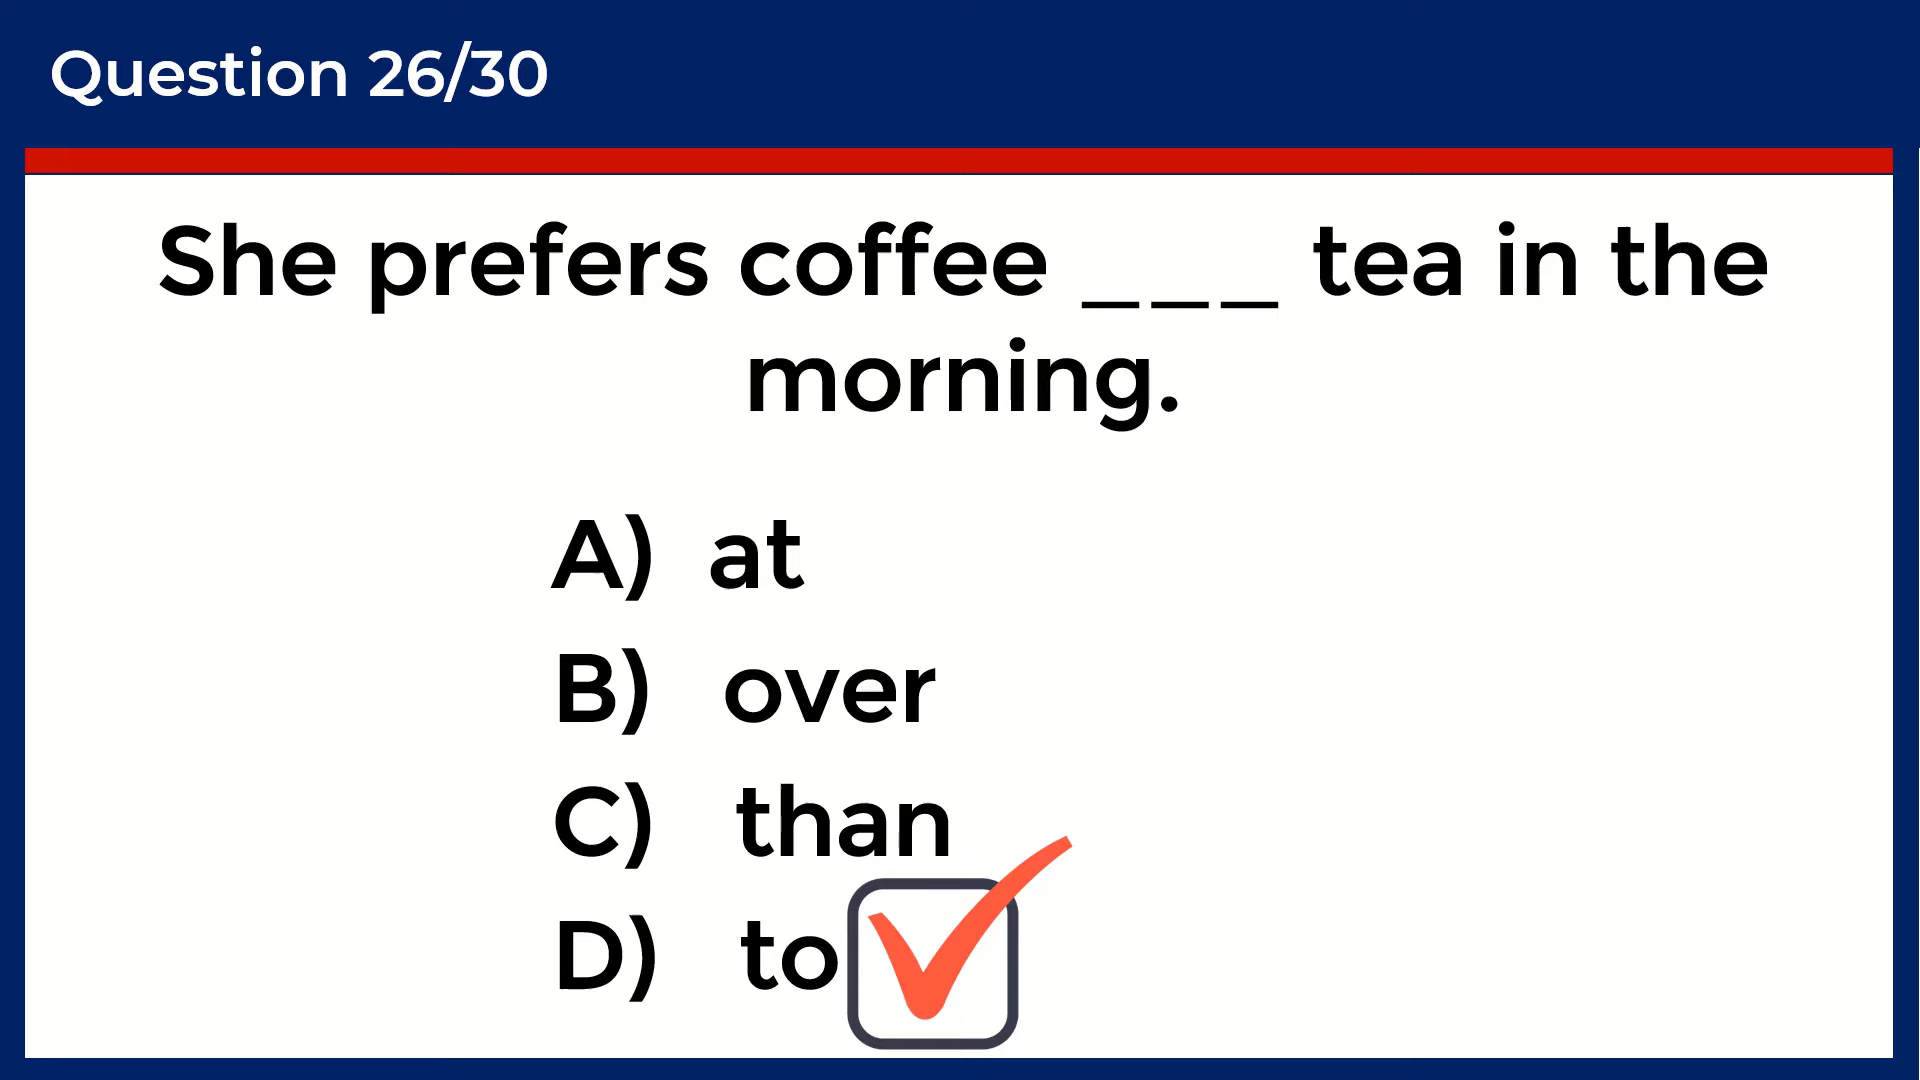 Question 26/30
She prefers coffee ___ tea in the
morning.
A) at
B) over
C) than
D) to